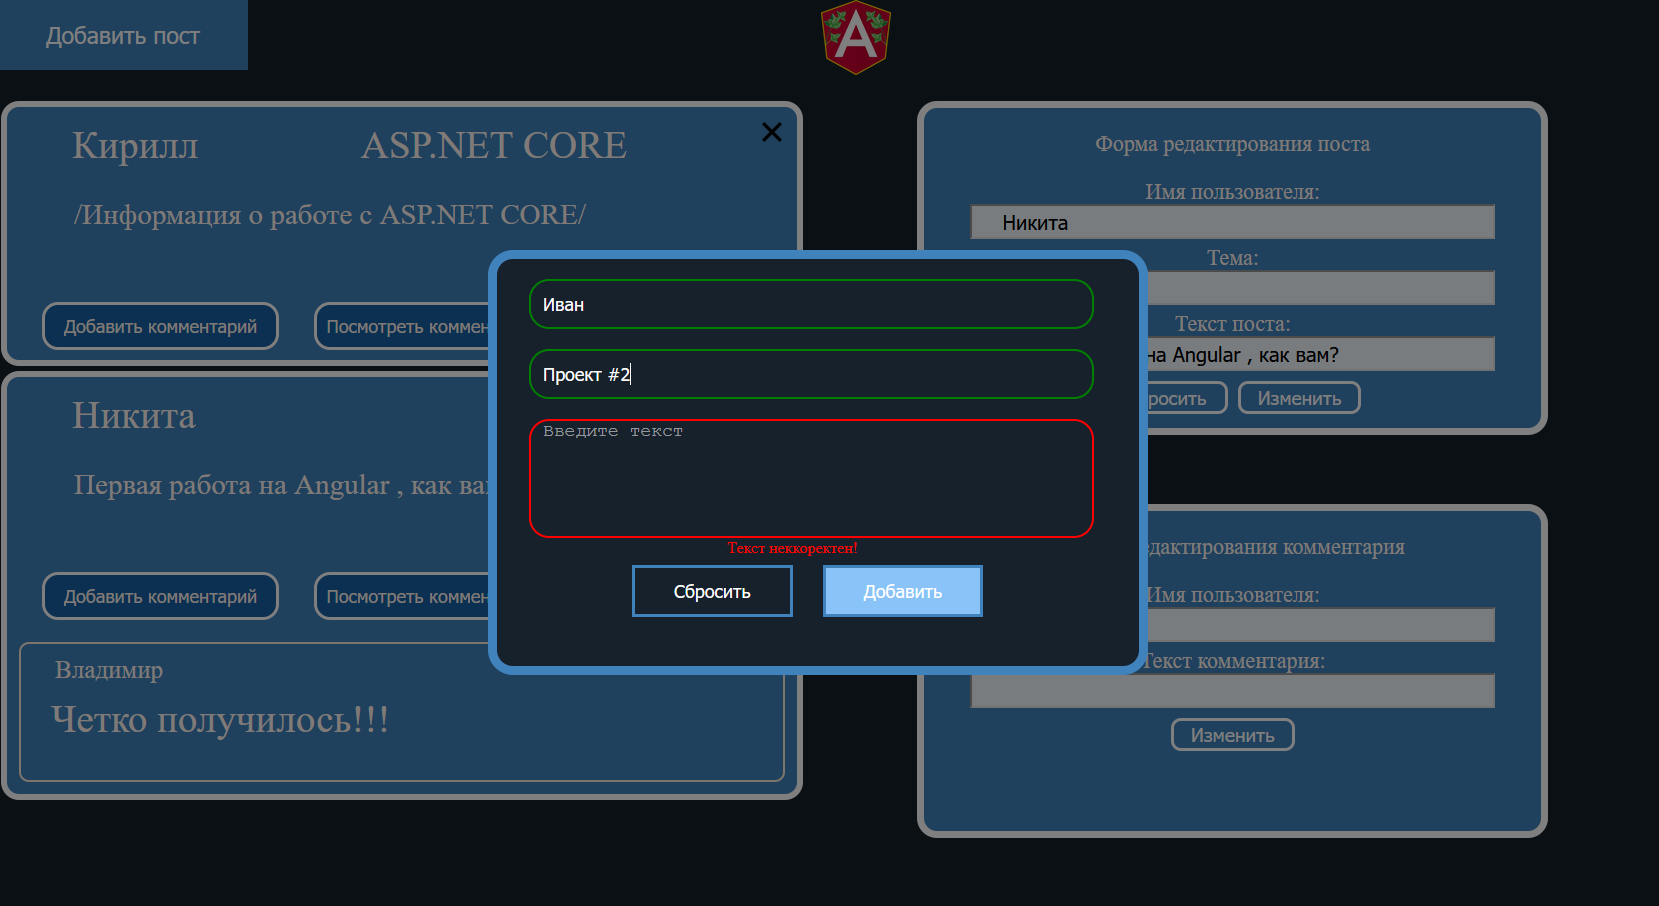 Добавить пост
A
Кирилл ASP.NET CORE
/Информация о работе с ASP.NET CORE/
Добавить комментарий Посмотреть коммен
Никита
Первая работа на Angular , как ва
Добавить комментарий Посмотреть коммен
Владимир
Четко получилось!!!
Иван
Проект #2
Введите текст
Текст неккоректен!
Сбросить Добавить
Форма редактирования поста
Имя пользователя:
Никита
Тема:
Текст поста:
на Angular , как вам?
росить Изменить
едактирования комментария
Имя пользователя:
Текст комментария:
Изменить